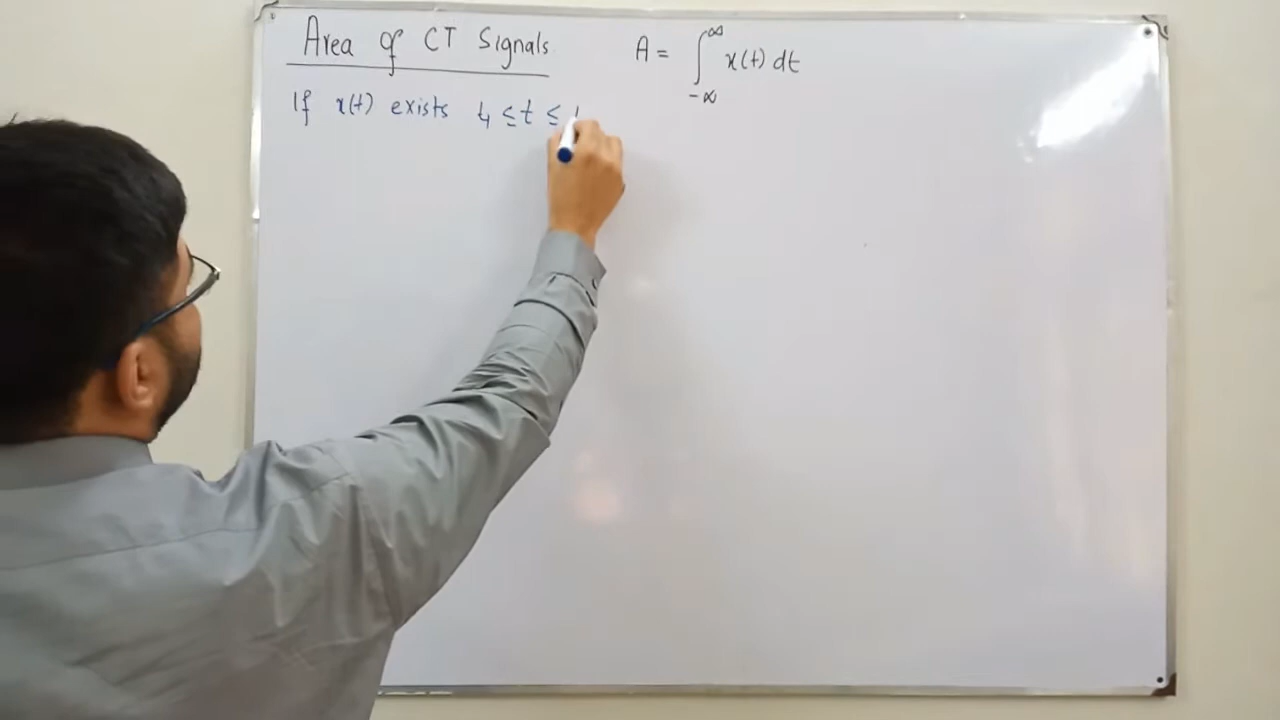 Area of CT Signals
A = ∫_{-∞}^{∞} x(t) dt
If x(t) exists t₁ ≤ t ≤